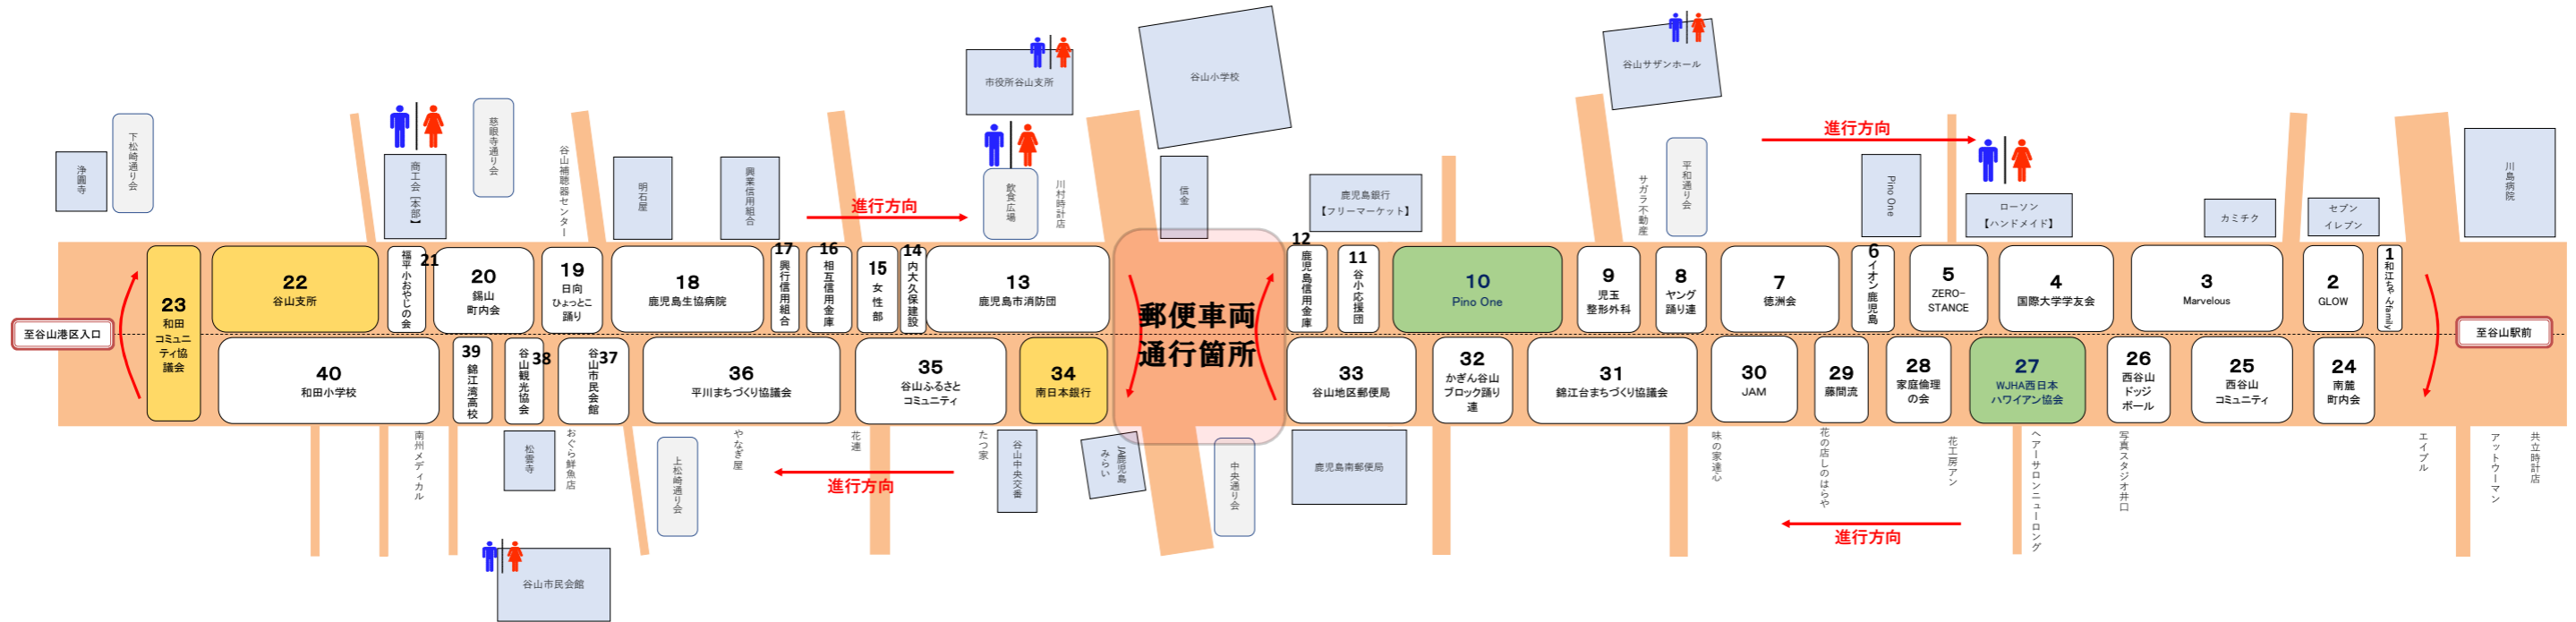 市役所谷山支所
谷山小学校
谷山サザンホール
進行方向
浄圓寺
下松崎通り会
商工会【本部】
慈眼寺通り会
谷山補聴器センター
明石屋
興業信用組合
進行方向
飲食広場
川村時計店
信金
鹿児島銀行
【フリーマーケット】
サガラ不動産
平和通り会
Pino One
ローソン
【ハンドメイド】
カミチク
セブン
イレブン
川島病院
至谷山港区入口
23
和田
コミュニ
ティ協
議会
22
谷山支所
21
福平小おやじの会
20
錫山
町内会
19
日向
ひょっとこ
踊り
18
鹿児島生協病院
17
興行信用組合
16
相互信用金庫
15
女性部
14
内大久保建設
13
鹿児島市消防団
郵便車両
通行箇所
12
鹿児島信用金庫
11
谷小応援団
10
Pino One
9
児玉
整形外科
8
ヤング
踊り連
7
徳洲会
6
イオン鹿児島
5
ZERO-
STANCE
4
国際大学学友会
3
Marvelous
2
GLOW
1
和江ちゃんfamily
至谷山駅前
40
和田小学校
39
錦江湾高校
38
谷山観光協会
37
谷山市民会館
36
平川まちづくり協議会
35
谷山ふるさと
コミュニティ
34
南日本銀行
33
谷山地区郵便局
32
かぎん谷山
ブロック踊り
連
31
錦江台まちづくり協議会
30
JAM
29
藤間流
28
家庭倫理
の会
27
WJHA西日本
ハワイアン協会
26
西谷山
ドッジ
ボール
25
西谷山
コミュニティ
24
南麓
町内会
南州メディカル
松雲寺
おぐら鮮魚店
上松崎通り会
やなぎ屋
進行方向
花連
たつ家
谷山中央交番
JA鹿児島
みらい
中央通り会
鹿児島南郵便局
味の家達心
進行方向
花の店しのはらや
花工房アン
ヘアーサロンニューロング
写真スタジオ井口
エイブル
アットウーマン
共立時計店
谷山市民会館